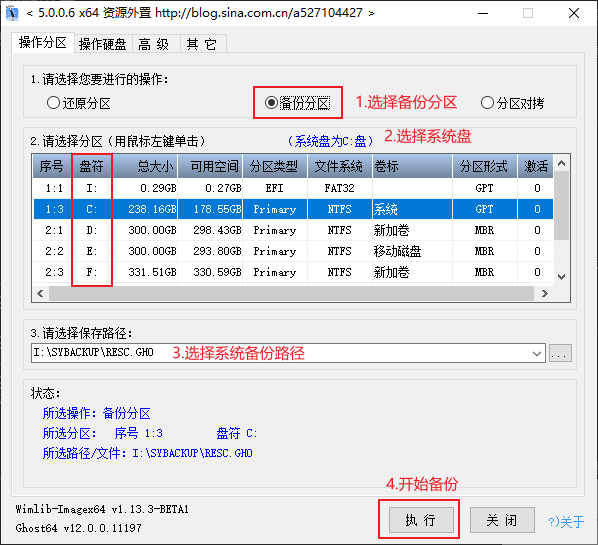 < 5.0.0.6 x64 资源外置 http://blog.sina.com.cn/a527104427 >
操作分区 操作硬盘 高 级 其 它
1.请选择您要进行的操作：
还原分区 备份分区 1.选择备份分区 分区对拷
2.请选择分区（用鼠标左键单击） （系统盘为C:盘） 2.选择系统盘
序号 盘符 总大小 可用空间 分区类型 文件系统 卷标 分区形式 激活
1:1 I: 0.29GB 0.27GB EFI FAT32 GPT 0
1:3 C: 238.16GB 178.55GB Primary NTFS 系统 GPT 0
2:1 D: 300.00GB 298.43GB Primary NTFS 新加卷 MBR 0
2:2 E: 300.00GB 293.80GB Primary NTFS 移动磁盘 MBR 0
2:3 F: 331.51GB 330.59GB Primary NTFS 新加卷 MBR 0
3.请选择保存路径：
I:\SYBACKUP\RESC.GHO 3.选择系统备份路径 ...
状态：
所选操作：备份分区
所选分区： 序号 1:3 盘符 C:
所选路径/文件：I:\SYBACKUP\RESC.GHO
4.开始备份
Wimlib-Imagex64 v1.13.3-BETA1
Ghost64 v12.0.0.11197
执 行 关 闭 ?)关于